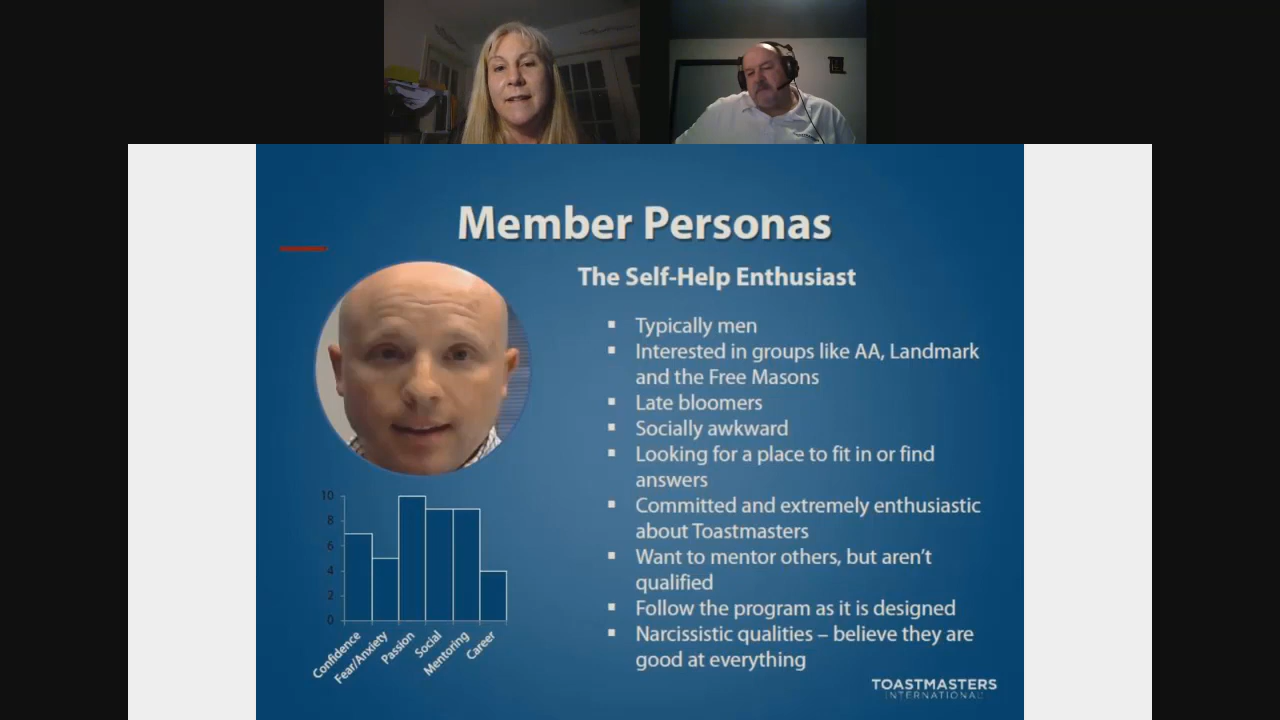 Member Personas
The Self-Help Enthusiast
Typically men
Interested in groups like AA, Landmark
and the Free Masons
Late bloomers
Socially awkward
Looking for a place to fit in or find
answers
Committed and extremely enthusiastic
about Toastmasters
Want to mentor others, but aren't
qualified
Follow the program as it is designed
Narcissistic qualities – believe they are
good at everything
10
8
6
4
2
0
Confidence
Fear/Anxiety
Passion
Social
Mentoring
Career
TOASTMASTERS
INTERNATIONAL